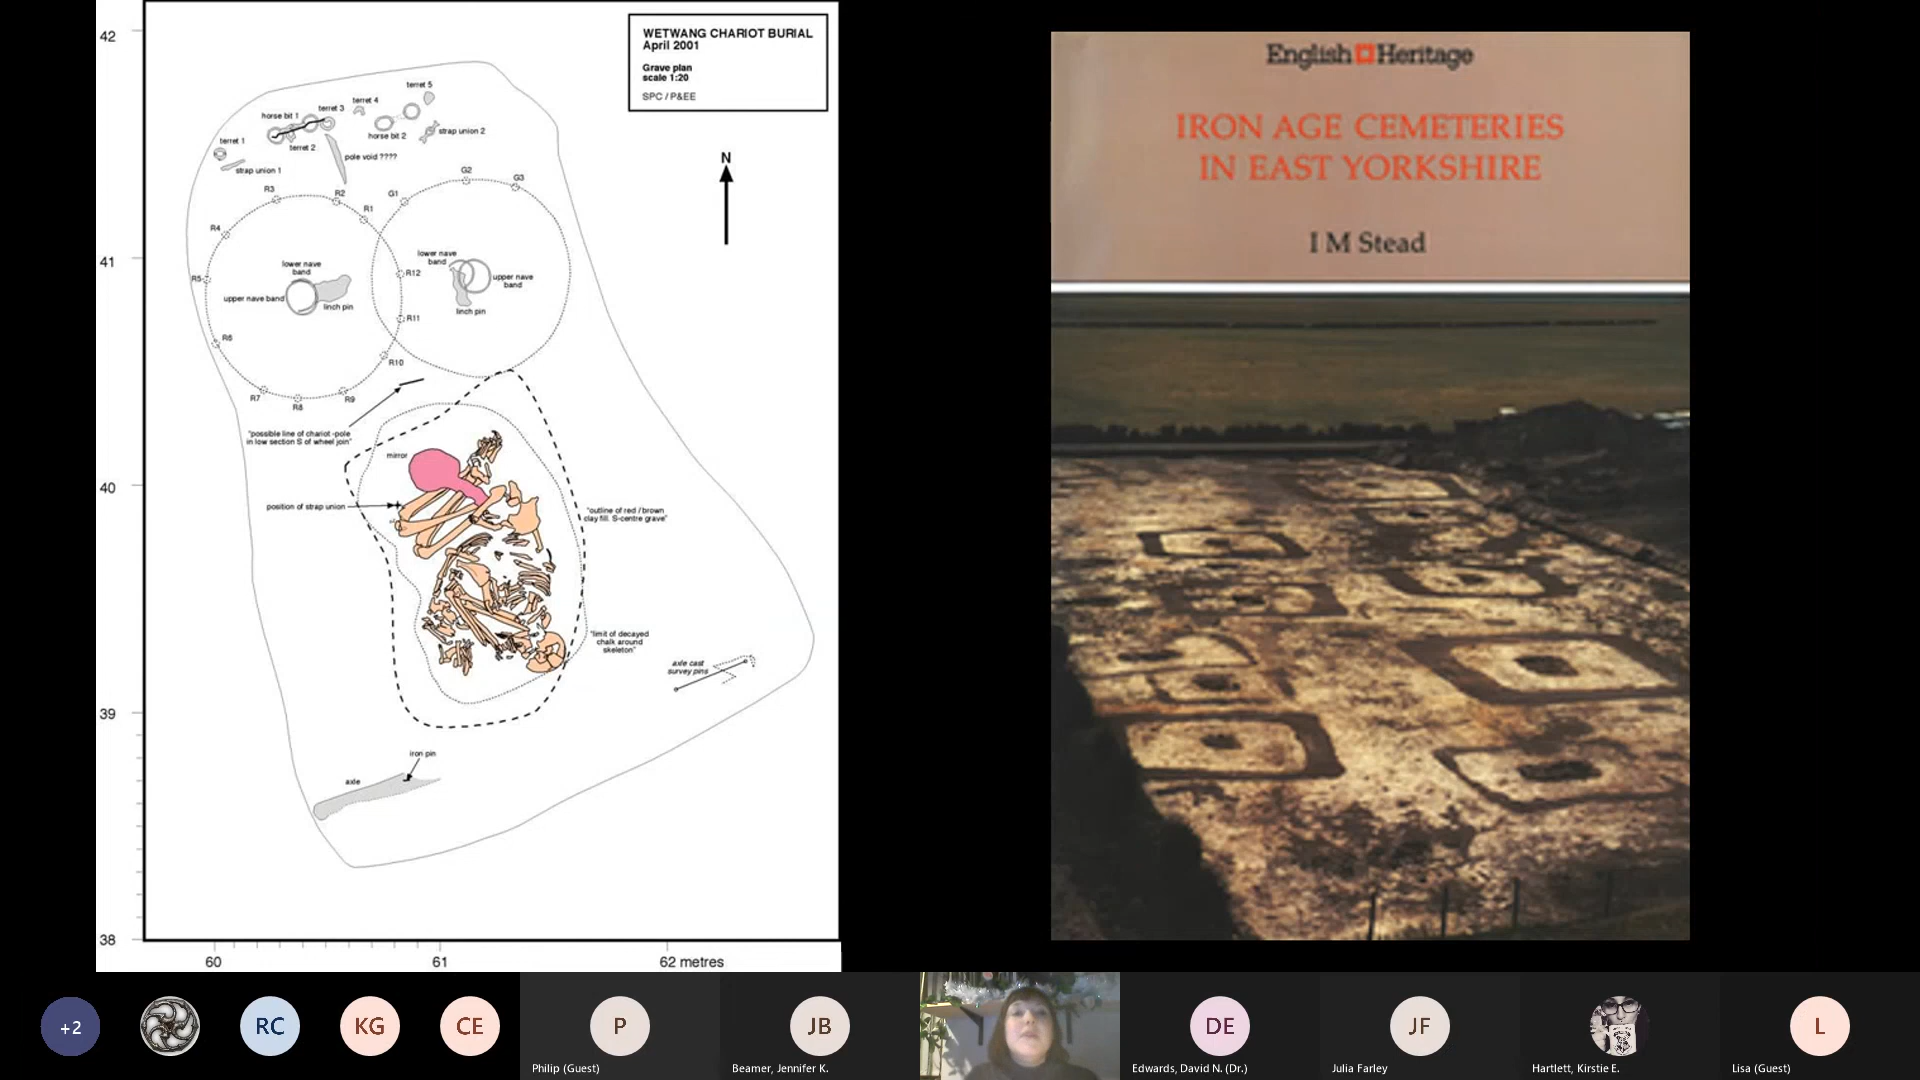 WETWANG CHARIOT BURIAL
April 2001
Grave plan
scale 1:20
SPC / P&EE
N
42
41
40
39
38
60
61
62 metres
terret 5
terret 4
terret 3
horse bit 1
terret 2
horse bit 2
strap union 2
terret 1
strap union 1
pole void ????
R3
R2
R1
G1
G2
G3
R4
R5
R6
R7
R8
R9
R10
R11
R12
lower nave
band
upper nave band
linch pin
lower nave
band
upper nave
band
linch pin
"possible line of chariot-pole
in low section S of wheel join"
mirror
position of strap union
"outline of red / brown
clay fill. S-centre grave"
"limit of decayed
chalk around
skeleton"
axle cast
survey pins
iron pin
axle
English Heritage
IRON AGE CEMETERIES
IN EAST YORKSHIRE
I M Stead
+2
RC
KG
CE
P
Philip (Guest)
JB
Beamer, Jennifer K.
DE
Edwards, David N. (Dr.)
JF
Julia Farley
Hartlett, Kirstie E.
L
Lisa (Guest)